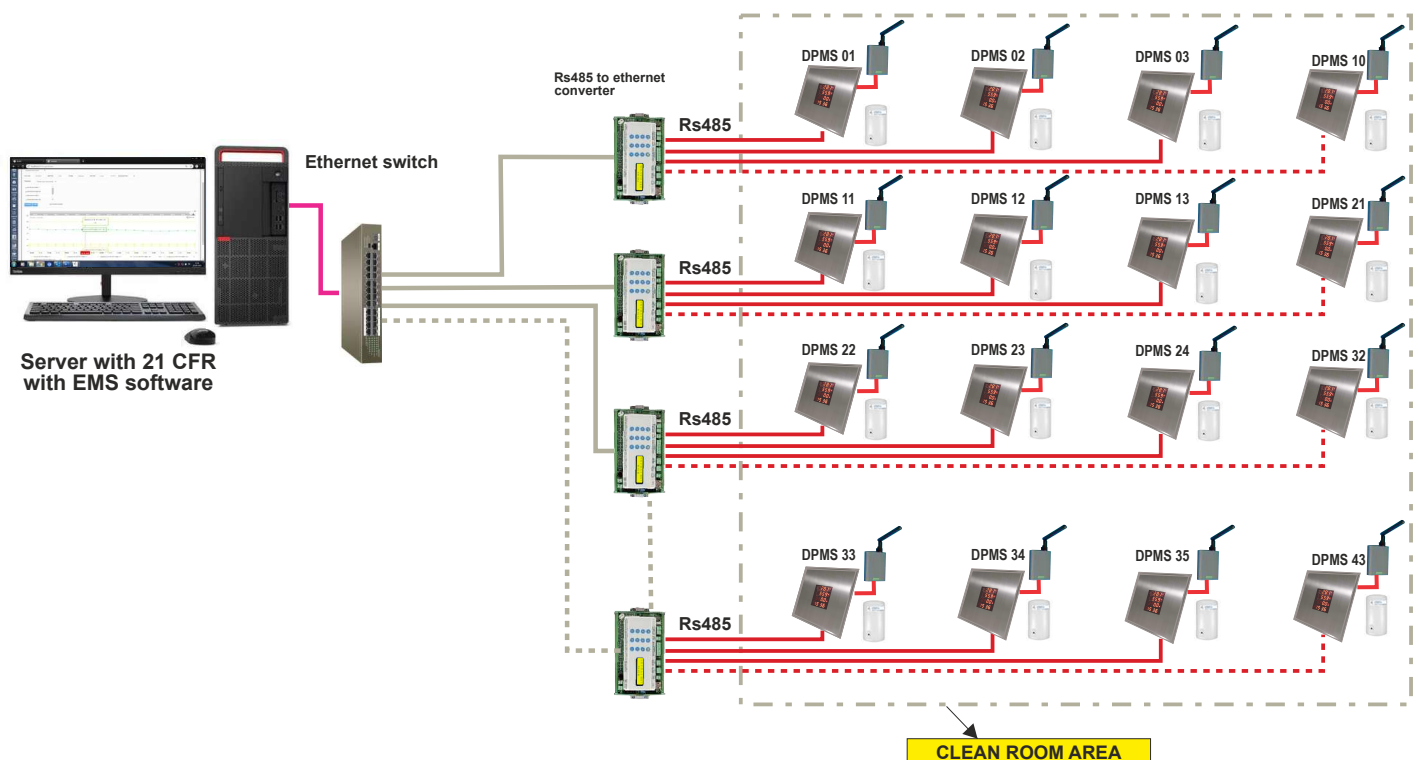 DPMS 01
DPMS 02
DPMS 03
DPMS 10
Rs485 to ethernet
converter
Rs485
Ethernet switch
DPMS 11
DPMS 12
DPMS 13
DPMS 21
Rs485
Server with 21 CFR
with EMS software
DPMS 22
DPMS 23
DPMS 24
DPMS 32
Rs485
DPMS 33
DPMS 34
DPMS 35
DPMS 43
Rs485
CLEAN ROOM AREA